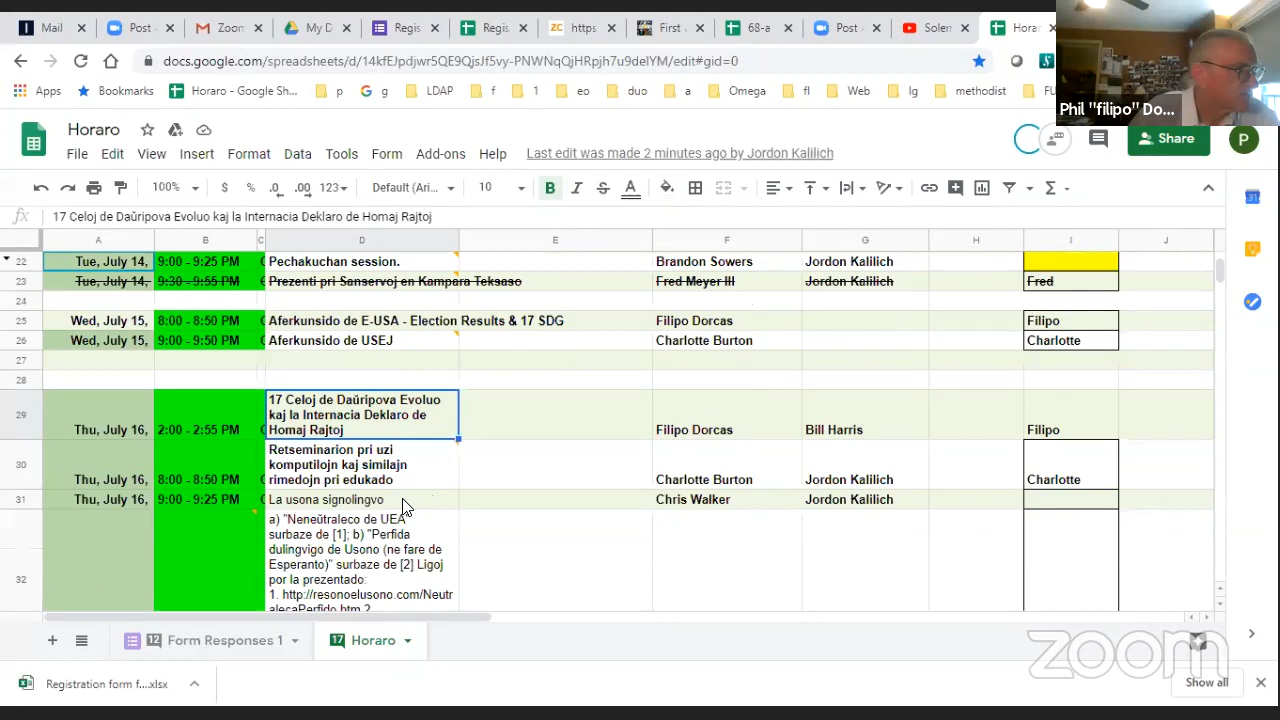 Mail
Post -
Zoom
My D
Regis
Regis
https
First
68-a
Post -
Solen
Horar
docs.google.com/spreadsheets/
Apps
Bookmarks
Horaro - Google Sh...
p
g
LDAP
f
1
eo
duo
a
Omega
fl
Web
lg
methodist
FU
Phil "filipo" Do...
Horaro
File Edit View Insert Format Data Tools Form Add-ons Help
Last edit was made 2 minutes ago by Jordon Kalilich
Share
P
100%
$ % .0 .00 123
Default (Ari...
10
B I S A
fx 17 Celoj de Daŭripova Evoluo kaj la Internacia Deklaro de Homaj Rajtoj
A B C D E F G H I J
22 Tue, July 14, 9:00 - 9:25 PM Pechakuchan session. Brandon Sowers Jordon Kalilich
23 Tue, July 14, 9:30 - 9:55 PM Prezenti pri Sanservoj en Kampara Teksaso Fred Meyer III Jordon Kalilich Fred
24
25 Wed, July 15, 8:00 - 8:50 PM Aferkunsido de E-USA - Election Results & 17 SDG Filipo Dorcas Filipo
26 Wed, July 15, 9:00 - 9:50 PM Aferkunsido de USEJ Charlotte Burton Charlotte
27
28
17 Celoj de Daŭripova Evoluo
29 kaj la Internacia Deklaro de
Thu, July 16, 2:00 - 2:55 PM Homaj Rajtoj Filipo Dorcas Bill Harris Filipo
Retseminarion pri uzi
30 komputilojn kaj similajn
Thu, July 16, 8:00 - 8:50 PM rimedojn pri edukado Charlotte Burton Jordon Kalilich Charlotte
31 Thu, July 16, 9:00 - 9:25 PM La usona signolingvo Chris Walker Jordon Kalilich
a) "Neneŭtraleco de UEA"
surbaze de [1]; b) "Perfida
dulingvigo de Usono (ne fare de
Esperanto)" surbaze de [2] Ligoj
32 por la prezentado:
1. http://resonoelusono.com/Neutr
alecaPerfido.htm 2
Form Responses 1
Horaro
12
17
zoom
Registration form f....xlsx
Show all